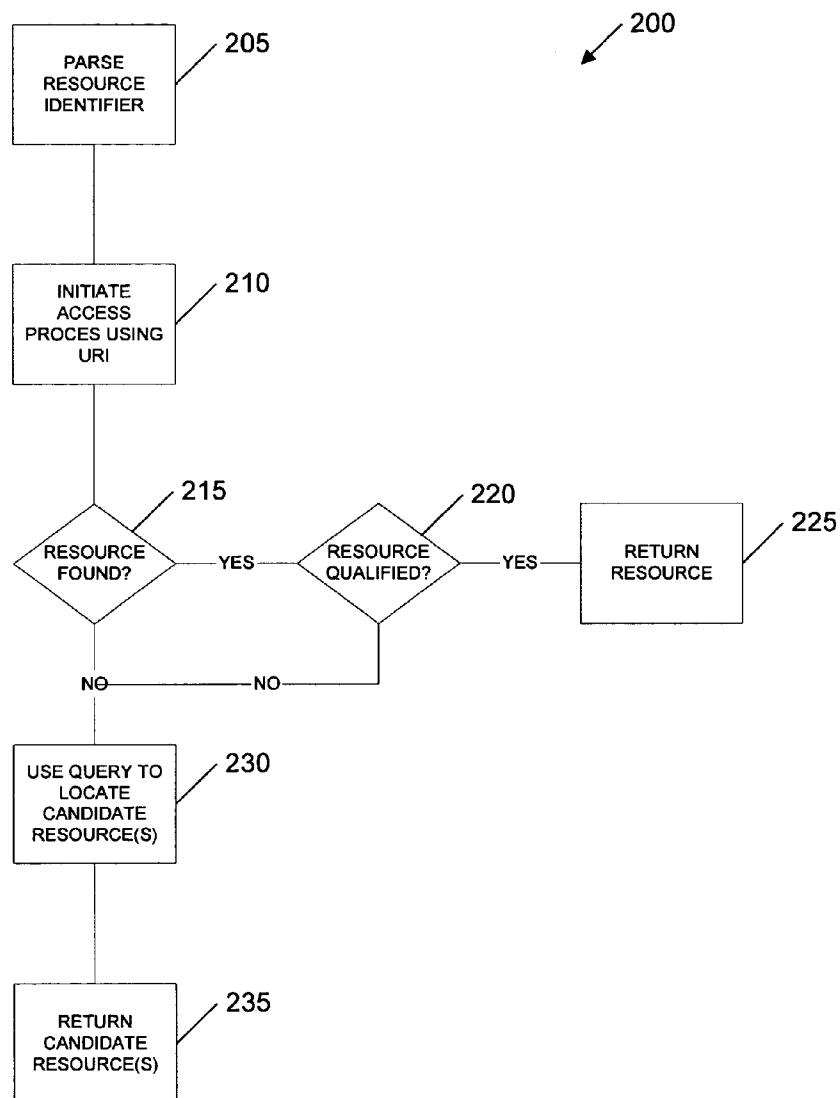 200
205
PARSE
RESOURCE
IDENTIFIER
210
INITIATE
ACCESS
PROCES USING
URI
215
RESOURCE
FOUND?
YES
220
RESOURCE
QUALIFIED?
YES
225
RETURN
RESOURCE
NO
NO
230
USE QUERY TO
LOCATE
CANDIDATE
RESOURCE(S)
235
RETURN
CANDIDATE
RESOURCE(S)